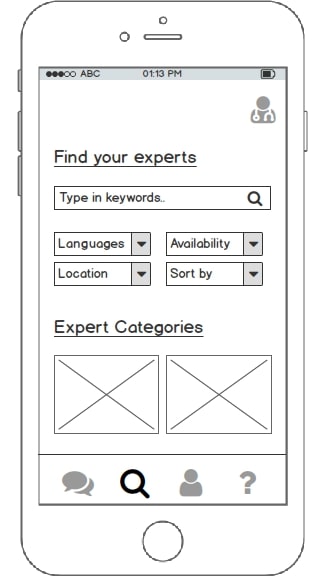 ABC 01:13 PM
Find your experts
Type in keywords..
Languages Availability
Location Sort by
Expert Categories
?